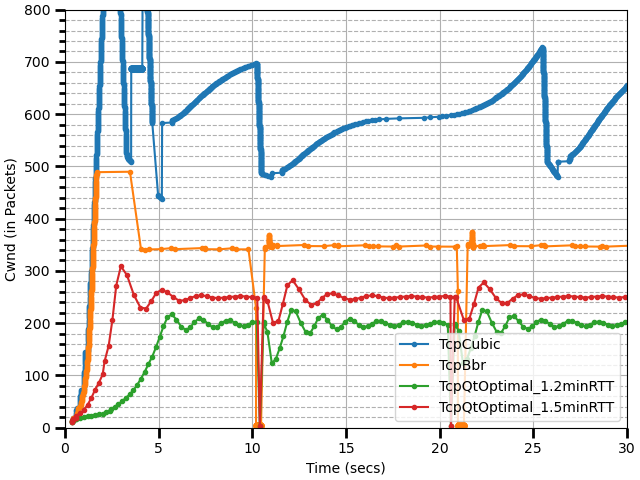 800
700
600
500
400
300
200
100
0
Cwnd (in Packets)
TcpCubic
TcpBbr
TcpQtOptimal_1.2minRTT
TcpQtOptimal_1.5minRTT
0 5 10 15 20 25 30
Time (secs)